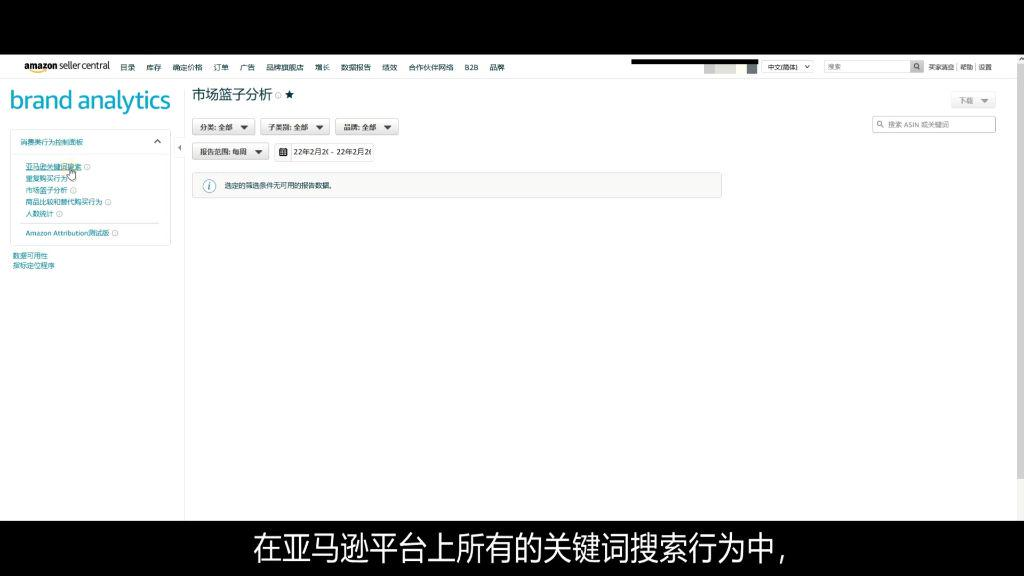 amazon seller central 目录 库存 确定价格 订单 广告 品牌旗舰店 增长 数据报告 绩效 合作伙伴网络 B2B 品牌 中文(简体) 搜索 买家消息 帮助 设置
brand analytics
市场篮子分析
下载
分类: 全部 子类别: 全部 品牌: 全部
搜索 ASIN 或关键词
报告范围: 每周 22年2月2( - 22年2月26
选定的筛选条件无可用的报告数据。
消费类行为控制面板
亚马逊关键词搜索
重复购买行为
市场篮子分析
商品比较和替代购买行为
人数统计
Amazon Attribution测试版
数据可用性
指标定位程序
在亚马逊平台上所有的关键词搜索行为中，